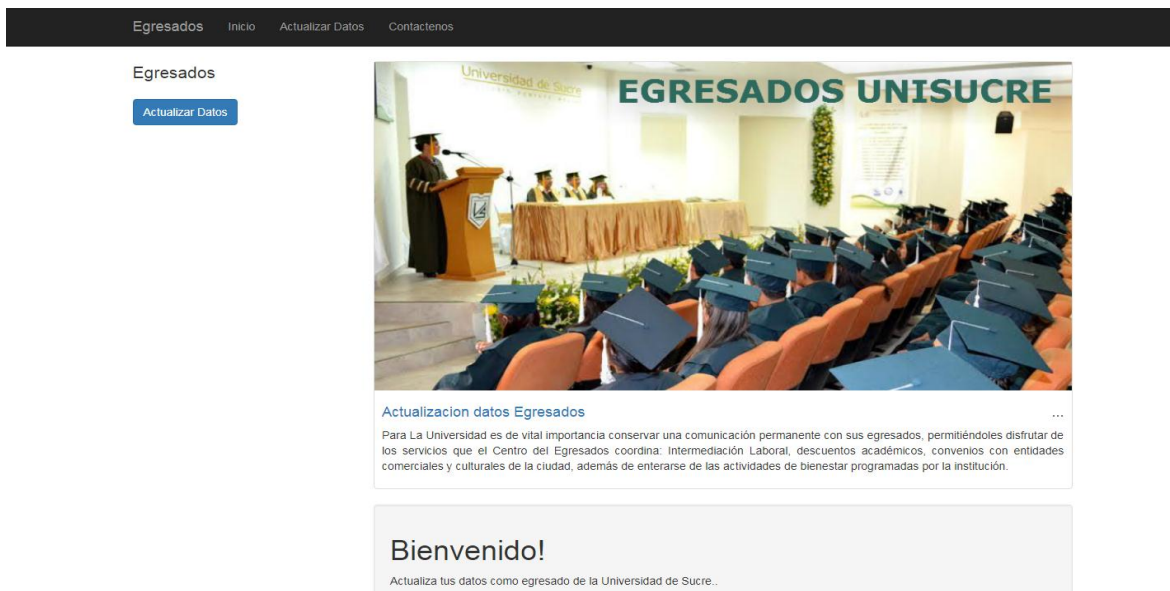 Egresados Inicio Actualizar Datos Contactenos
Egresados
Actualizar Datos
Universidad de Sucre
EGRESADOS UNISUCRE
Actualizacion datos Egresados ...
Para La Universidad es de vital importancia conservar una comunicación permanente con sus egresados, permitiéndoles disfrutar de
los servicios que el Centro del Egresados coordina: Intermediación Laboral, descuentos académicos, convenios con entidades
comerciales y culturales de la ciudad, además de enterarse de las actividades de bienestar programadas por la institución.
Bienvenido!
Actualiza tus datos como egresado de la Universidad de Sucre..